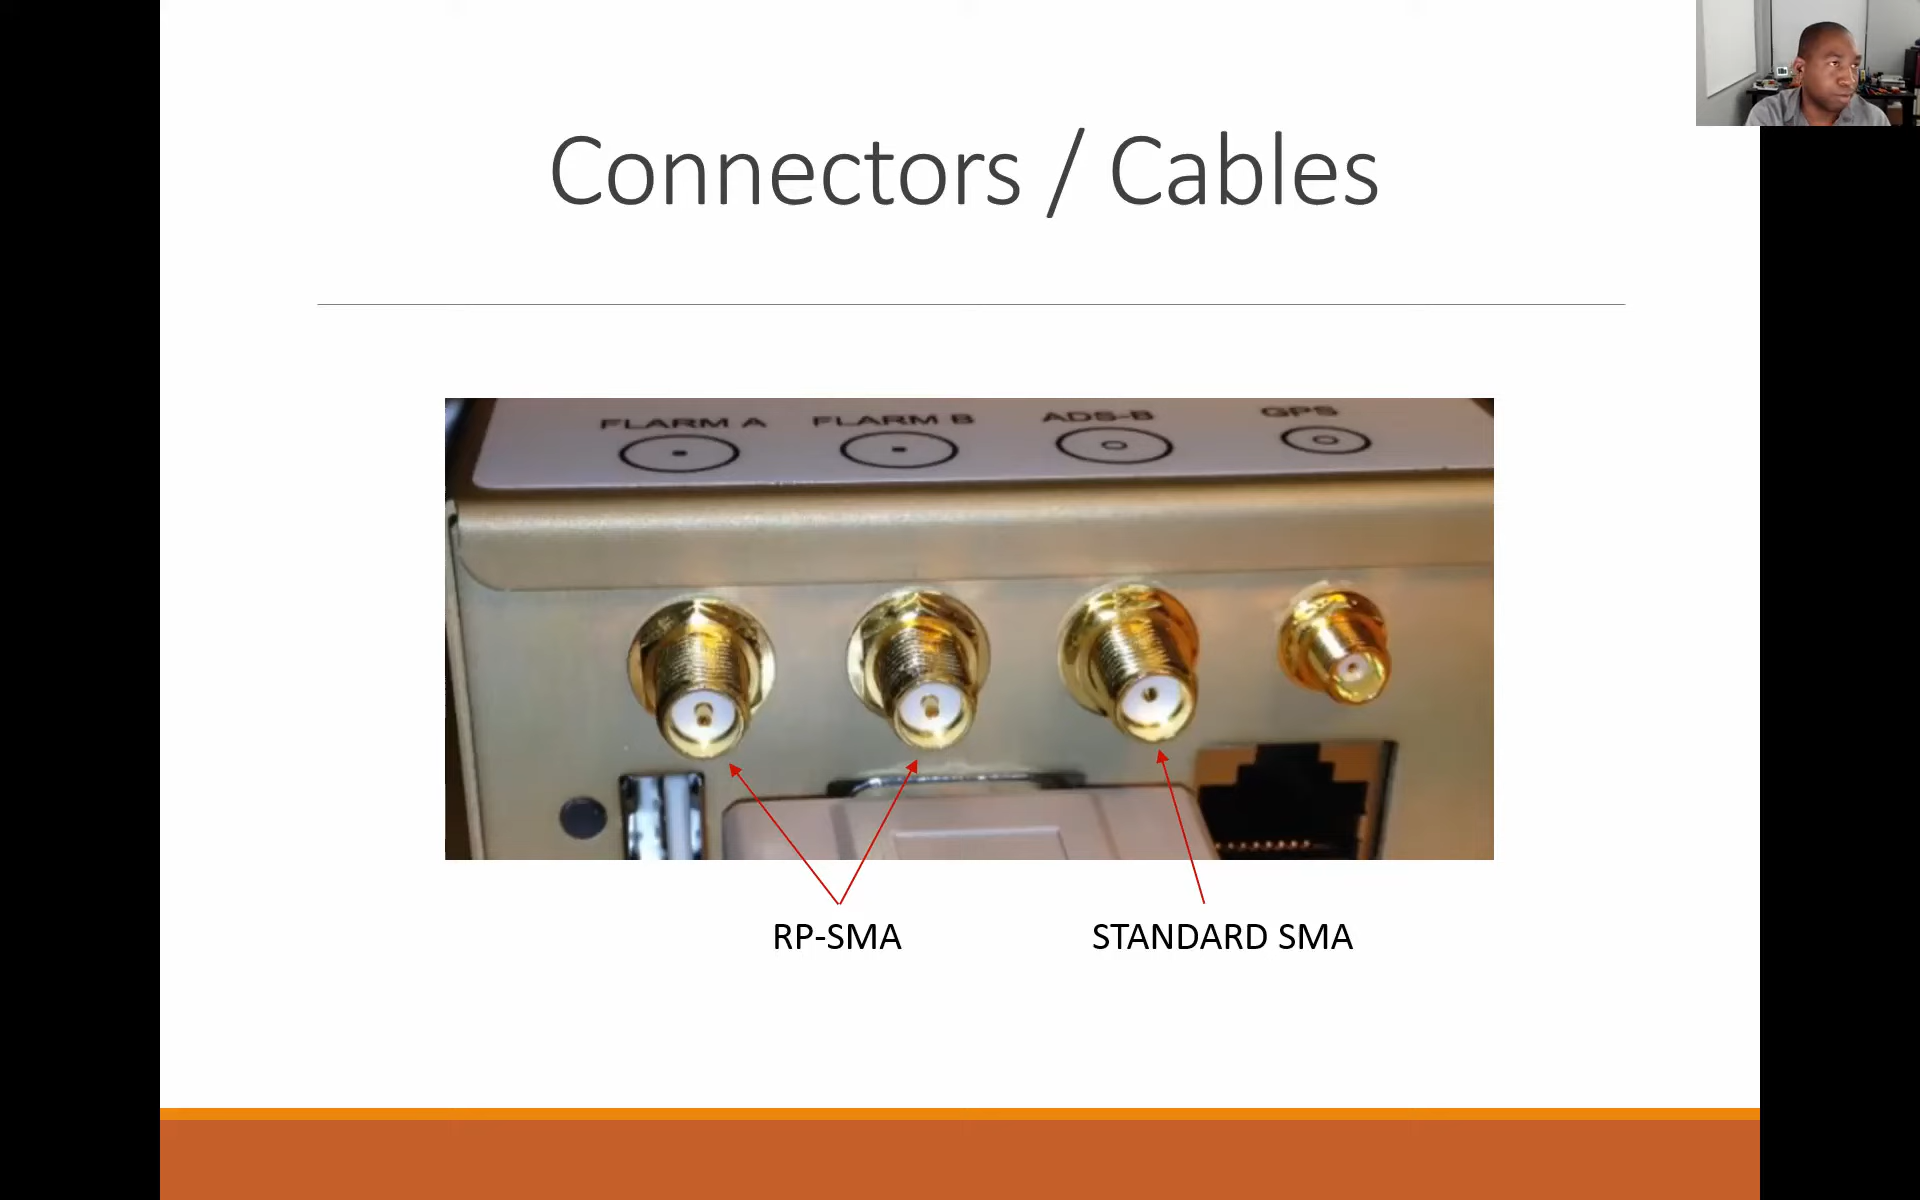 Connectors / Cables
FLARM A FLARM B ADS-B GPS
RP-SMA STANDARD SMA